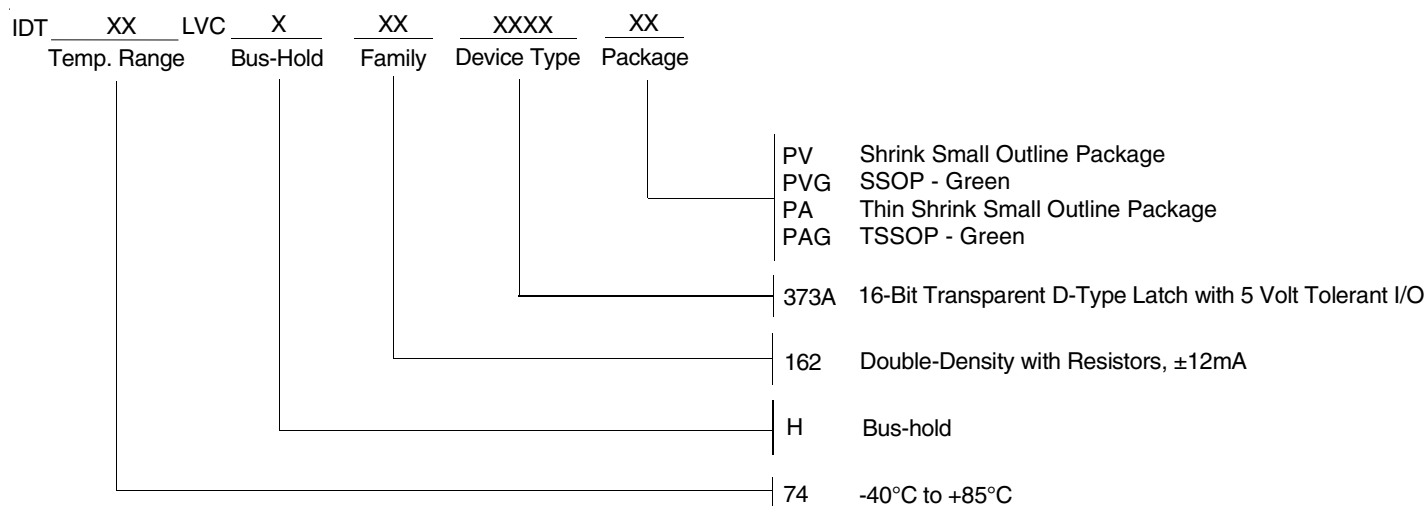 IDT XX LVC X XX XXXX XX
Temp. Range Bus-Hold Family Device Type Package
PV Shrink Small Outline Package
PVG SSOP - Green
PA Thin Shrink Small Outline Package
PAG TSSOP - Green
373A 16-Bit Transparent D-Type Latch with 5 Volt Tolerant I/O
162 Double-Density with Resistors, ±12mA
H Bus-hold
74 -40°C to +85°C